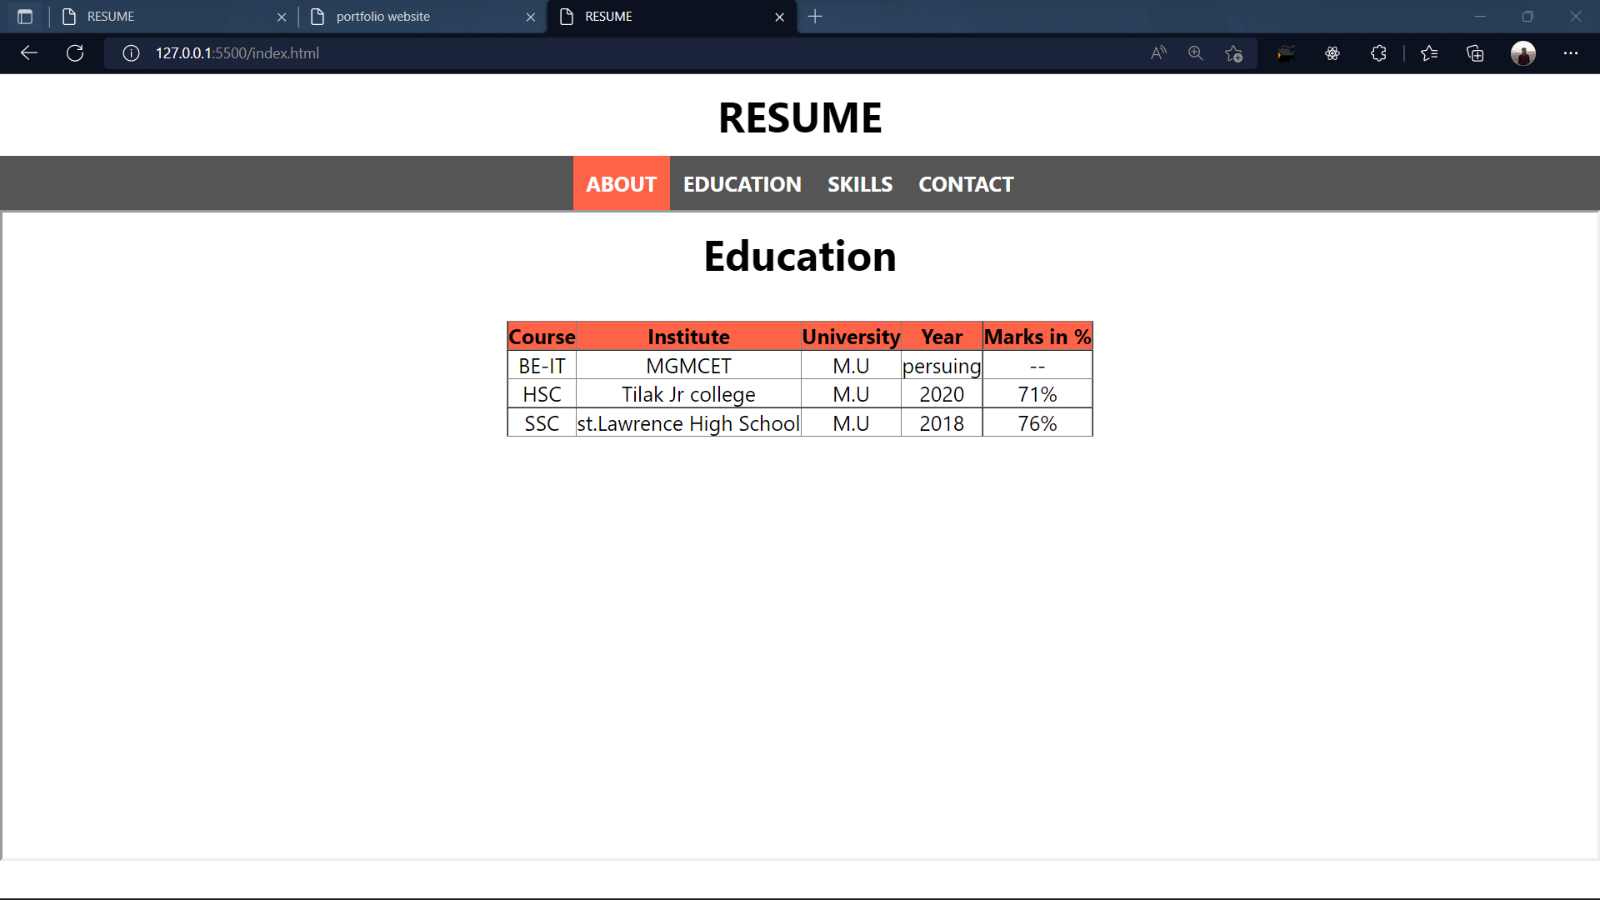 RESUME portfolio website RESUME
127.0.0.1:5500/index.html
RESUME
ABOUT EDUCATION SKILLS CONTACT
Education
Course Institute University Year Marks in %
BE-IT MGMCET M.U persuing --
HSC Tilak Jr college M.U 2020 71%
SSC st.Lawrence High School M.U 2018 76%